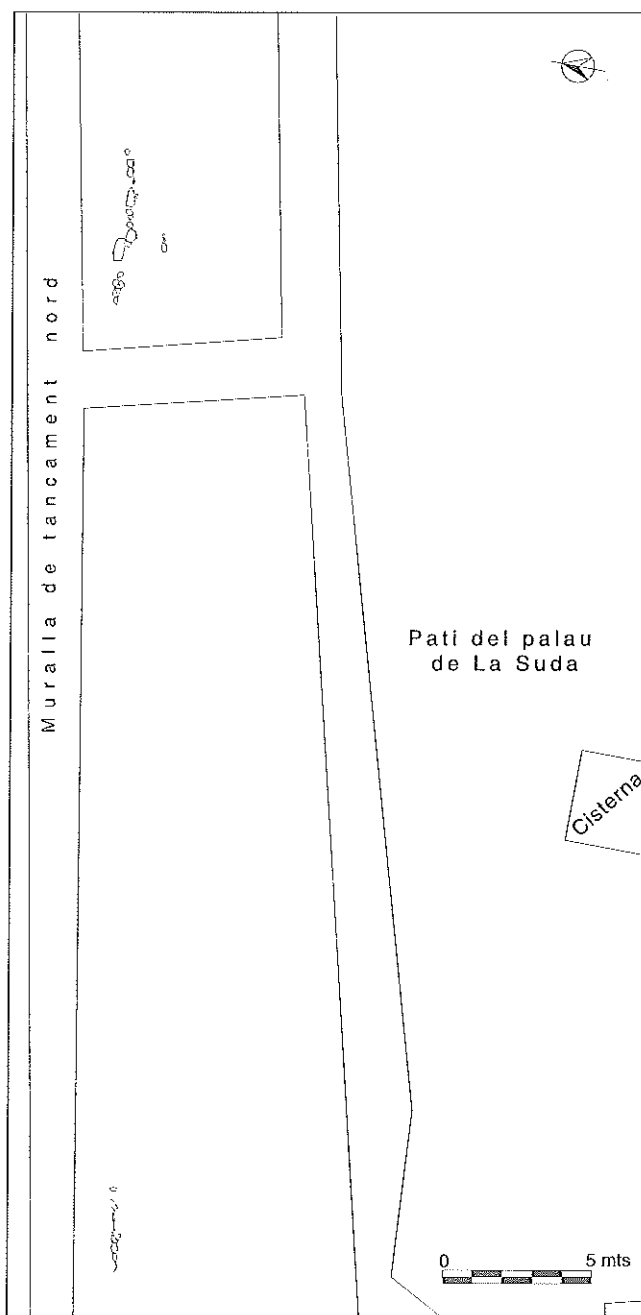 Muralla de tancament nord
Pati del palau
de La Suda
Cisterna
0 5 mts